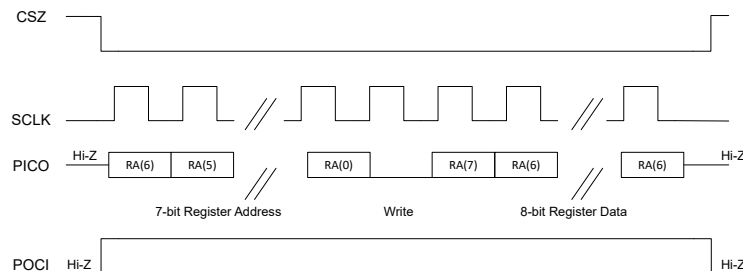 CSZ
SCLK
Hi-Z
PICO
RA(6) RA(5) RA(0) RA(7) RA(6) RA(6)
Hi-Z
7-bit Register Address Write 8-bit Register Data
POCI Hi-Z Hi-Z